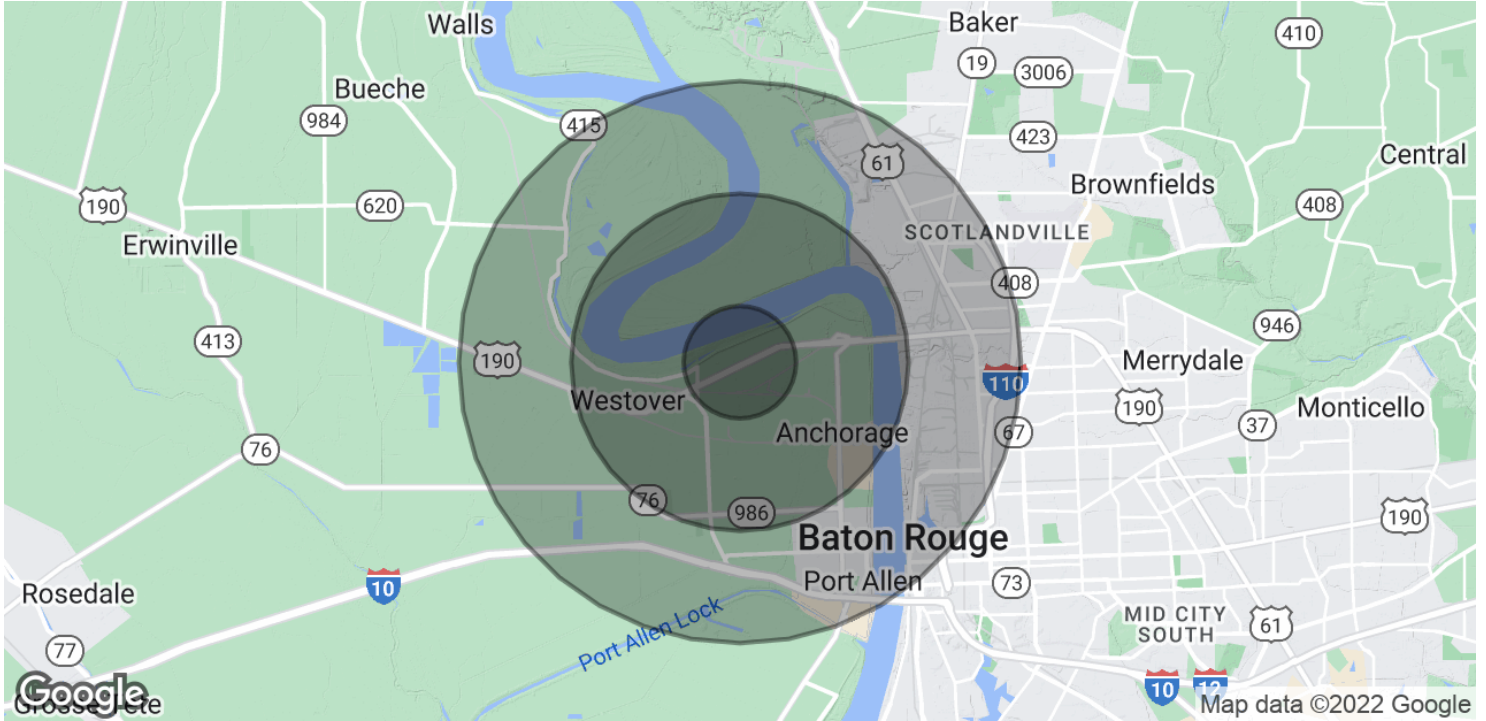 Walls
Baker
410
19
3006
Bueche
984
415
423
61
Central
190
620
Brownfields
408
SCOTLANDVILLE
Erwinville
408
413
946
190
Merrydale
110
Westover
190
Monticello
Anchorage
67
37
76
76
986
190
Baton Rouge
10
Port Allen
73
Rosedale
Port Allen Lock
MID CITY
SOUTH
61
77
10
12
Google
Grosse Tete
Map data ©2022 Google